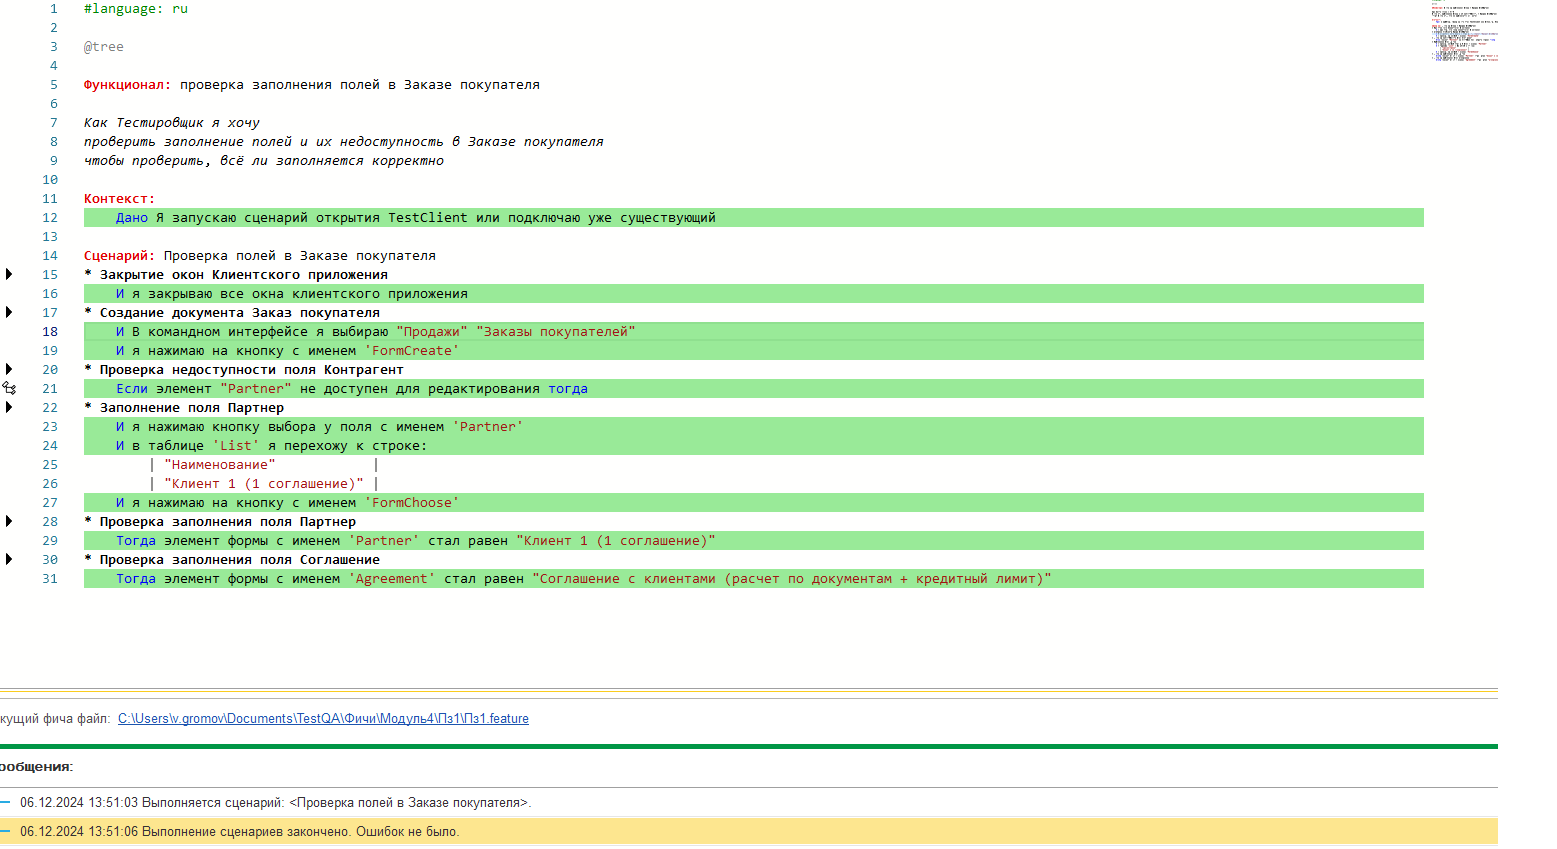 1 #language: ru
2
3 @tree
4
5 Функционал: проверка заполнения полей в Заказе покупателя
6
7 Как Тестировщик я хочу
8 проверить заполнение полей и их недоступность в Заказе покупателя
9 чтобы проверить, всё ли заполняется корректно
10
11 Контекст:
12 Дано Я запускаю сценарий открытия TestClient или подключаю уже существующий
13
14 Сценарий: Проверка полей в Заказе покупателя
15 * Закрытие окон Клиентского приложения
16 И я закрываю все окна клиентского приложения
17 * Создание документа Заказ покупателя
18 И В командном интерфейсе я выбираю "Продажи" "Заказы покупателей"
19 И я нажимаю на кнопку с именем 'FormCreate'
20 * Проверка недоступности поля Контрагент
21 Если элемент "Partner" не доступен для редактирования тогда
22 * Заполнение поля Партнер
23 И я нажимаю кнопку выбора у поля с именем 'Partner'
24 И в таблице 'List' я перехожу к строке:
25 | "Наименование" |
26 | "Клиент 1 (1 соглашение)" |
27 И я нажимаю на кнопку с именем 'FormChoose'
28 * Проверка заполнения поля Партнер
29 Тогда элемент формы с именем 'Partner' стал равен "Клиент 1 (1 соглашение)"
30 * Проверка заполнения поля Соглашение
31 Тогда элемент формы с именем 'Agreement' стал равен "Соглашение с клиентами (расчет по документам + кредитный лимит)"
кущий фича файл: C:\Users\v.gromov\Documents\TestQA\Фичи\Модуль4\Пз1\Пз1.feature
ообщения:
06.12.2024 13:51:03 Выполняется сценарий: <Проверка полей в Заказе покупателя>.
06.12.2024 13:51:06 Выполнение сценариев закончено. Ошибок не было.